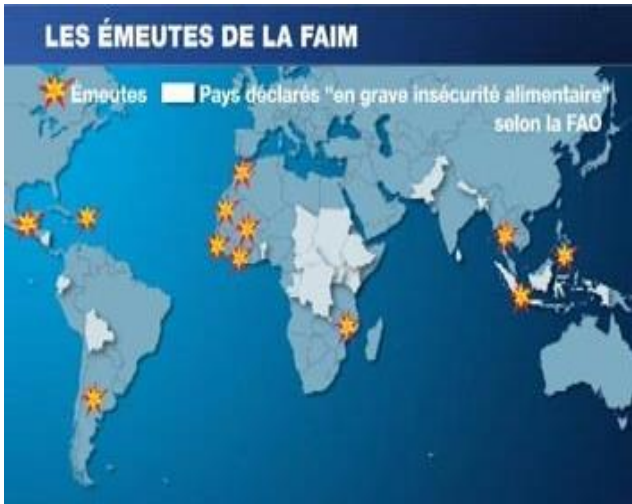 LES ÉMEUTES DE LA FAIM
Émeutes Pays déclarés "en grave insécurité alimentaire"
selon la FAO